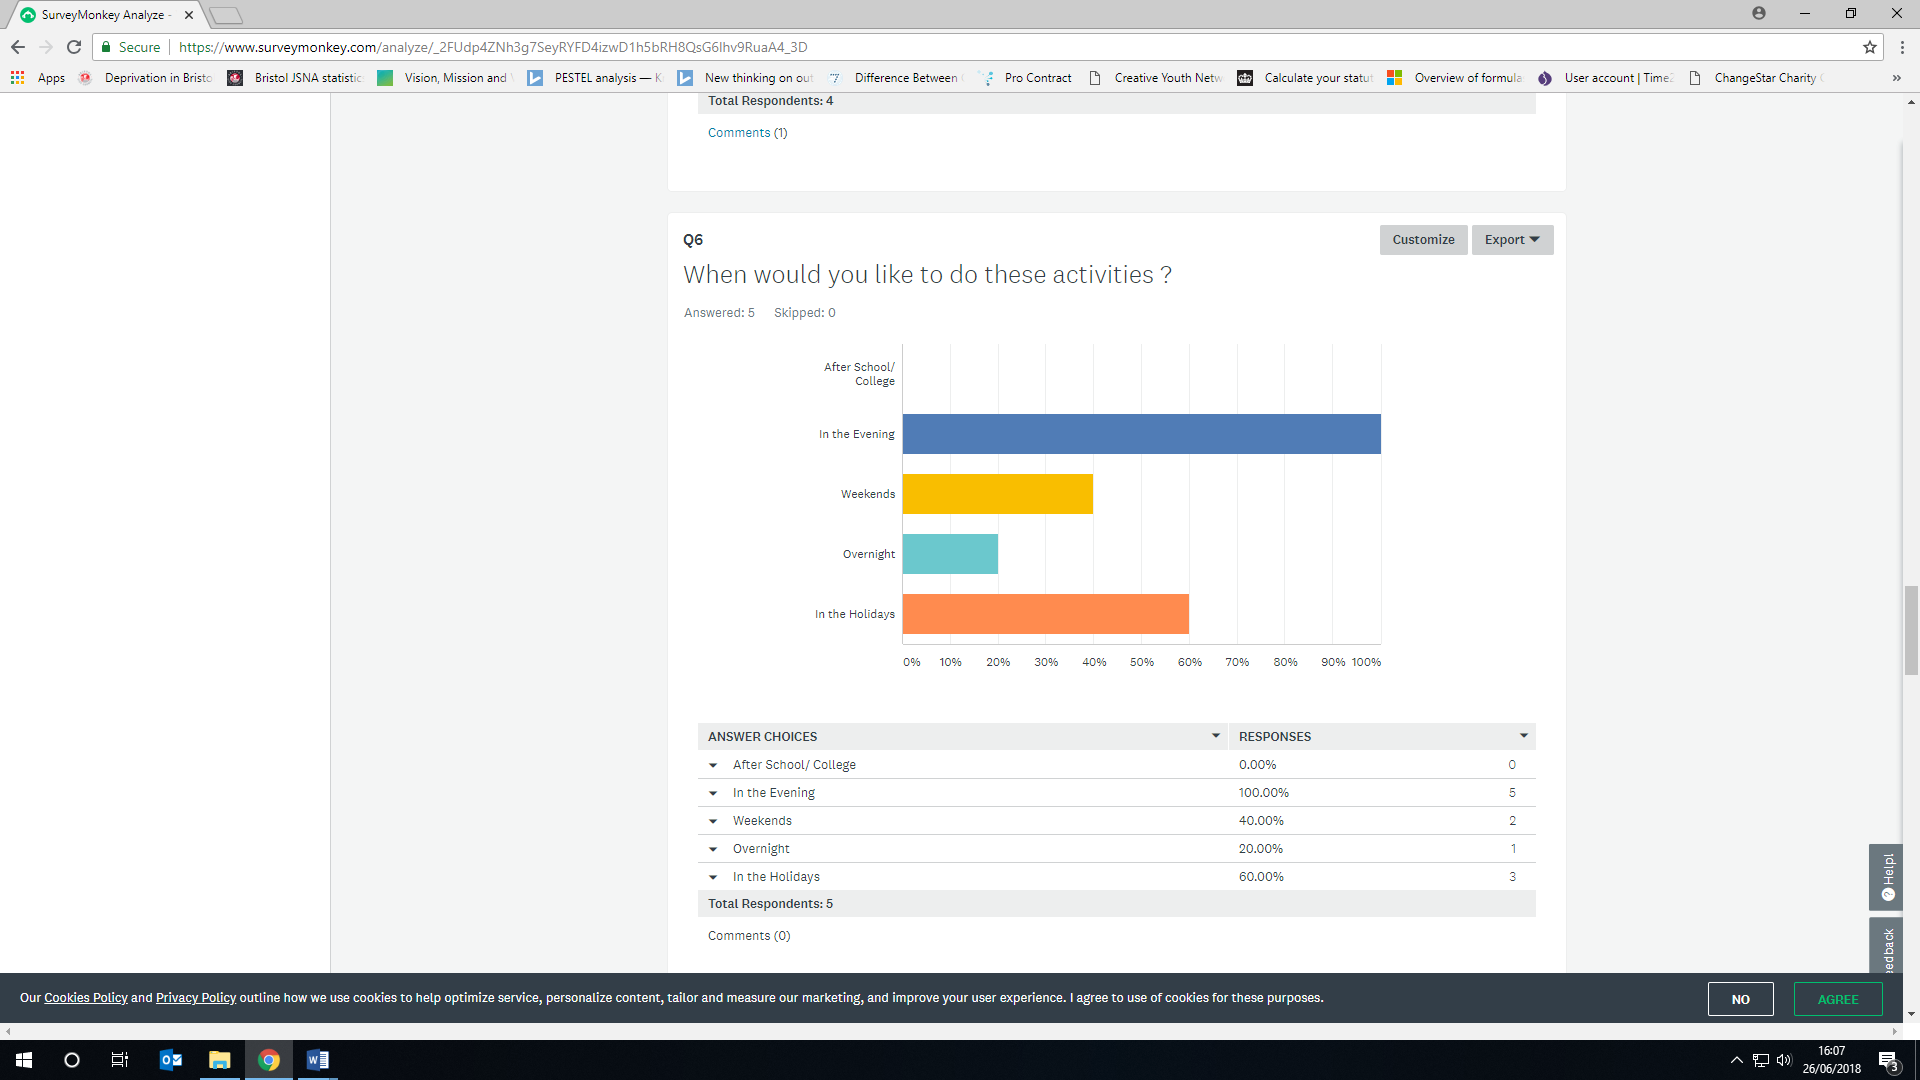 SurveyMonkey Analyze -
Secure
https://www.surveymonkey.com/analyze/_2FUdp4ZNh3g7SeyRYFD4izwD1h5bRH8QsG6Ihv9RuaA4_3D
Apps Deprivation in Bristo Bristol JSNA statistic Vision, Mission and PESTEL analysis — K New thinking on out Difference Between Pro Contract Creative Youth Netw Calculate your statut Overview of formula User account | Time2 ChangeStar Charity »
Total Respondents: 4
Comments (1)
Q6
Customize Export
When would you like to do these activities ?
Answered: 5 Skipped: 0
After School/
College
In the Evening
Weekends
Overnight
In the Holidays
0% 10% 20% 30% 40% 50% 60% 70% 80% 90% 100%
ANSWER CHOICES RESPONSES
After School/ College 0.00% 0
In the Evening 100.00% 5
Weekends 40.00% 2
Overnight 20.00% 1
In the Holidays 60.00% 3
Total Respondents: 5
Comments (0)
Help!
edback
Our Cookies Policy and Privacy Policy outline how we use cookies to help optimize service, personalize content, tailor and measure our marketing, and improve your user experience. I agree to use of cookies for these purposes.
NO AGREE
16:07
26/06/2018
3